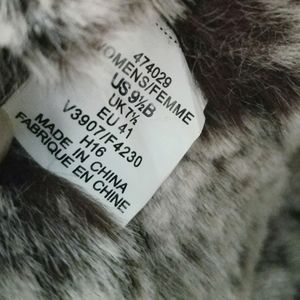 474029
WOMENS/FEMME
US 9½B
UK 7½
EU 41
V3907/F4230
H16
MADE IN CHINA
FABRIQUE EN CHINE